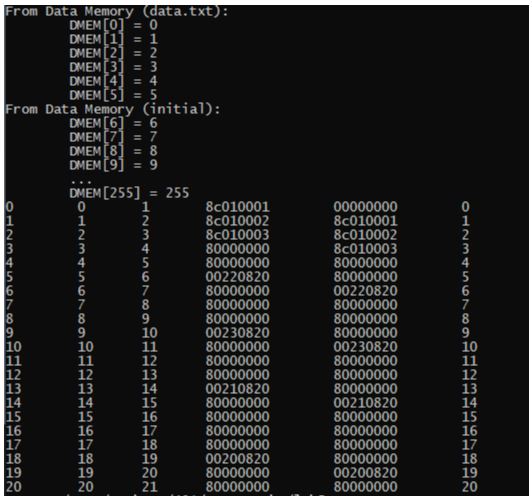 From Data Memory (data.txt):
DMEM[0] = 0
DMEM[1] = 1
DMEM[2] = 2
DMEM[3] = 3
DMEM[4] = 4
DMEM[5] = 5
From Data Memory (initial):
DMEM[6] = 6
DMEM[7] = 7
DMEM[8] = 8
DMEM[9] = 9
...
DMEM[255] = 255
0 0 1 8c010001 00000000 0
1 1 2 8c010002 8c010001 1
2 2 3 8c010003 8c010002 2
3 3 4 80000000 8c010003 3
4 4 5 80000000 80000000 4
5 5 6 00220820 80000000 5
6 6 7 80000000 00220820 6
7 7 8 80000000 80000000 7
8 8 9 80000000 80000000 8
9 9 10 00230820 80000000 9
10 10 11 80000000 00230820 10
11 11 12 80000000 80000000 11
12 12 13 80000000 80000000 12
13 13 14 00210820 80000000 13
14 14 15 80000000 00210820 14
15 15 16 80000000 80000000 15
16 16 17 80000000 80000000 16
17 17 18 80000000 80000000 17
18 18 19 00200820 80000000 18
19 19 20 80000000 00200820 19
20 20 21 80000000 80000000 20